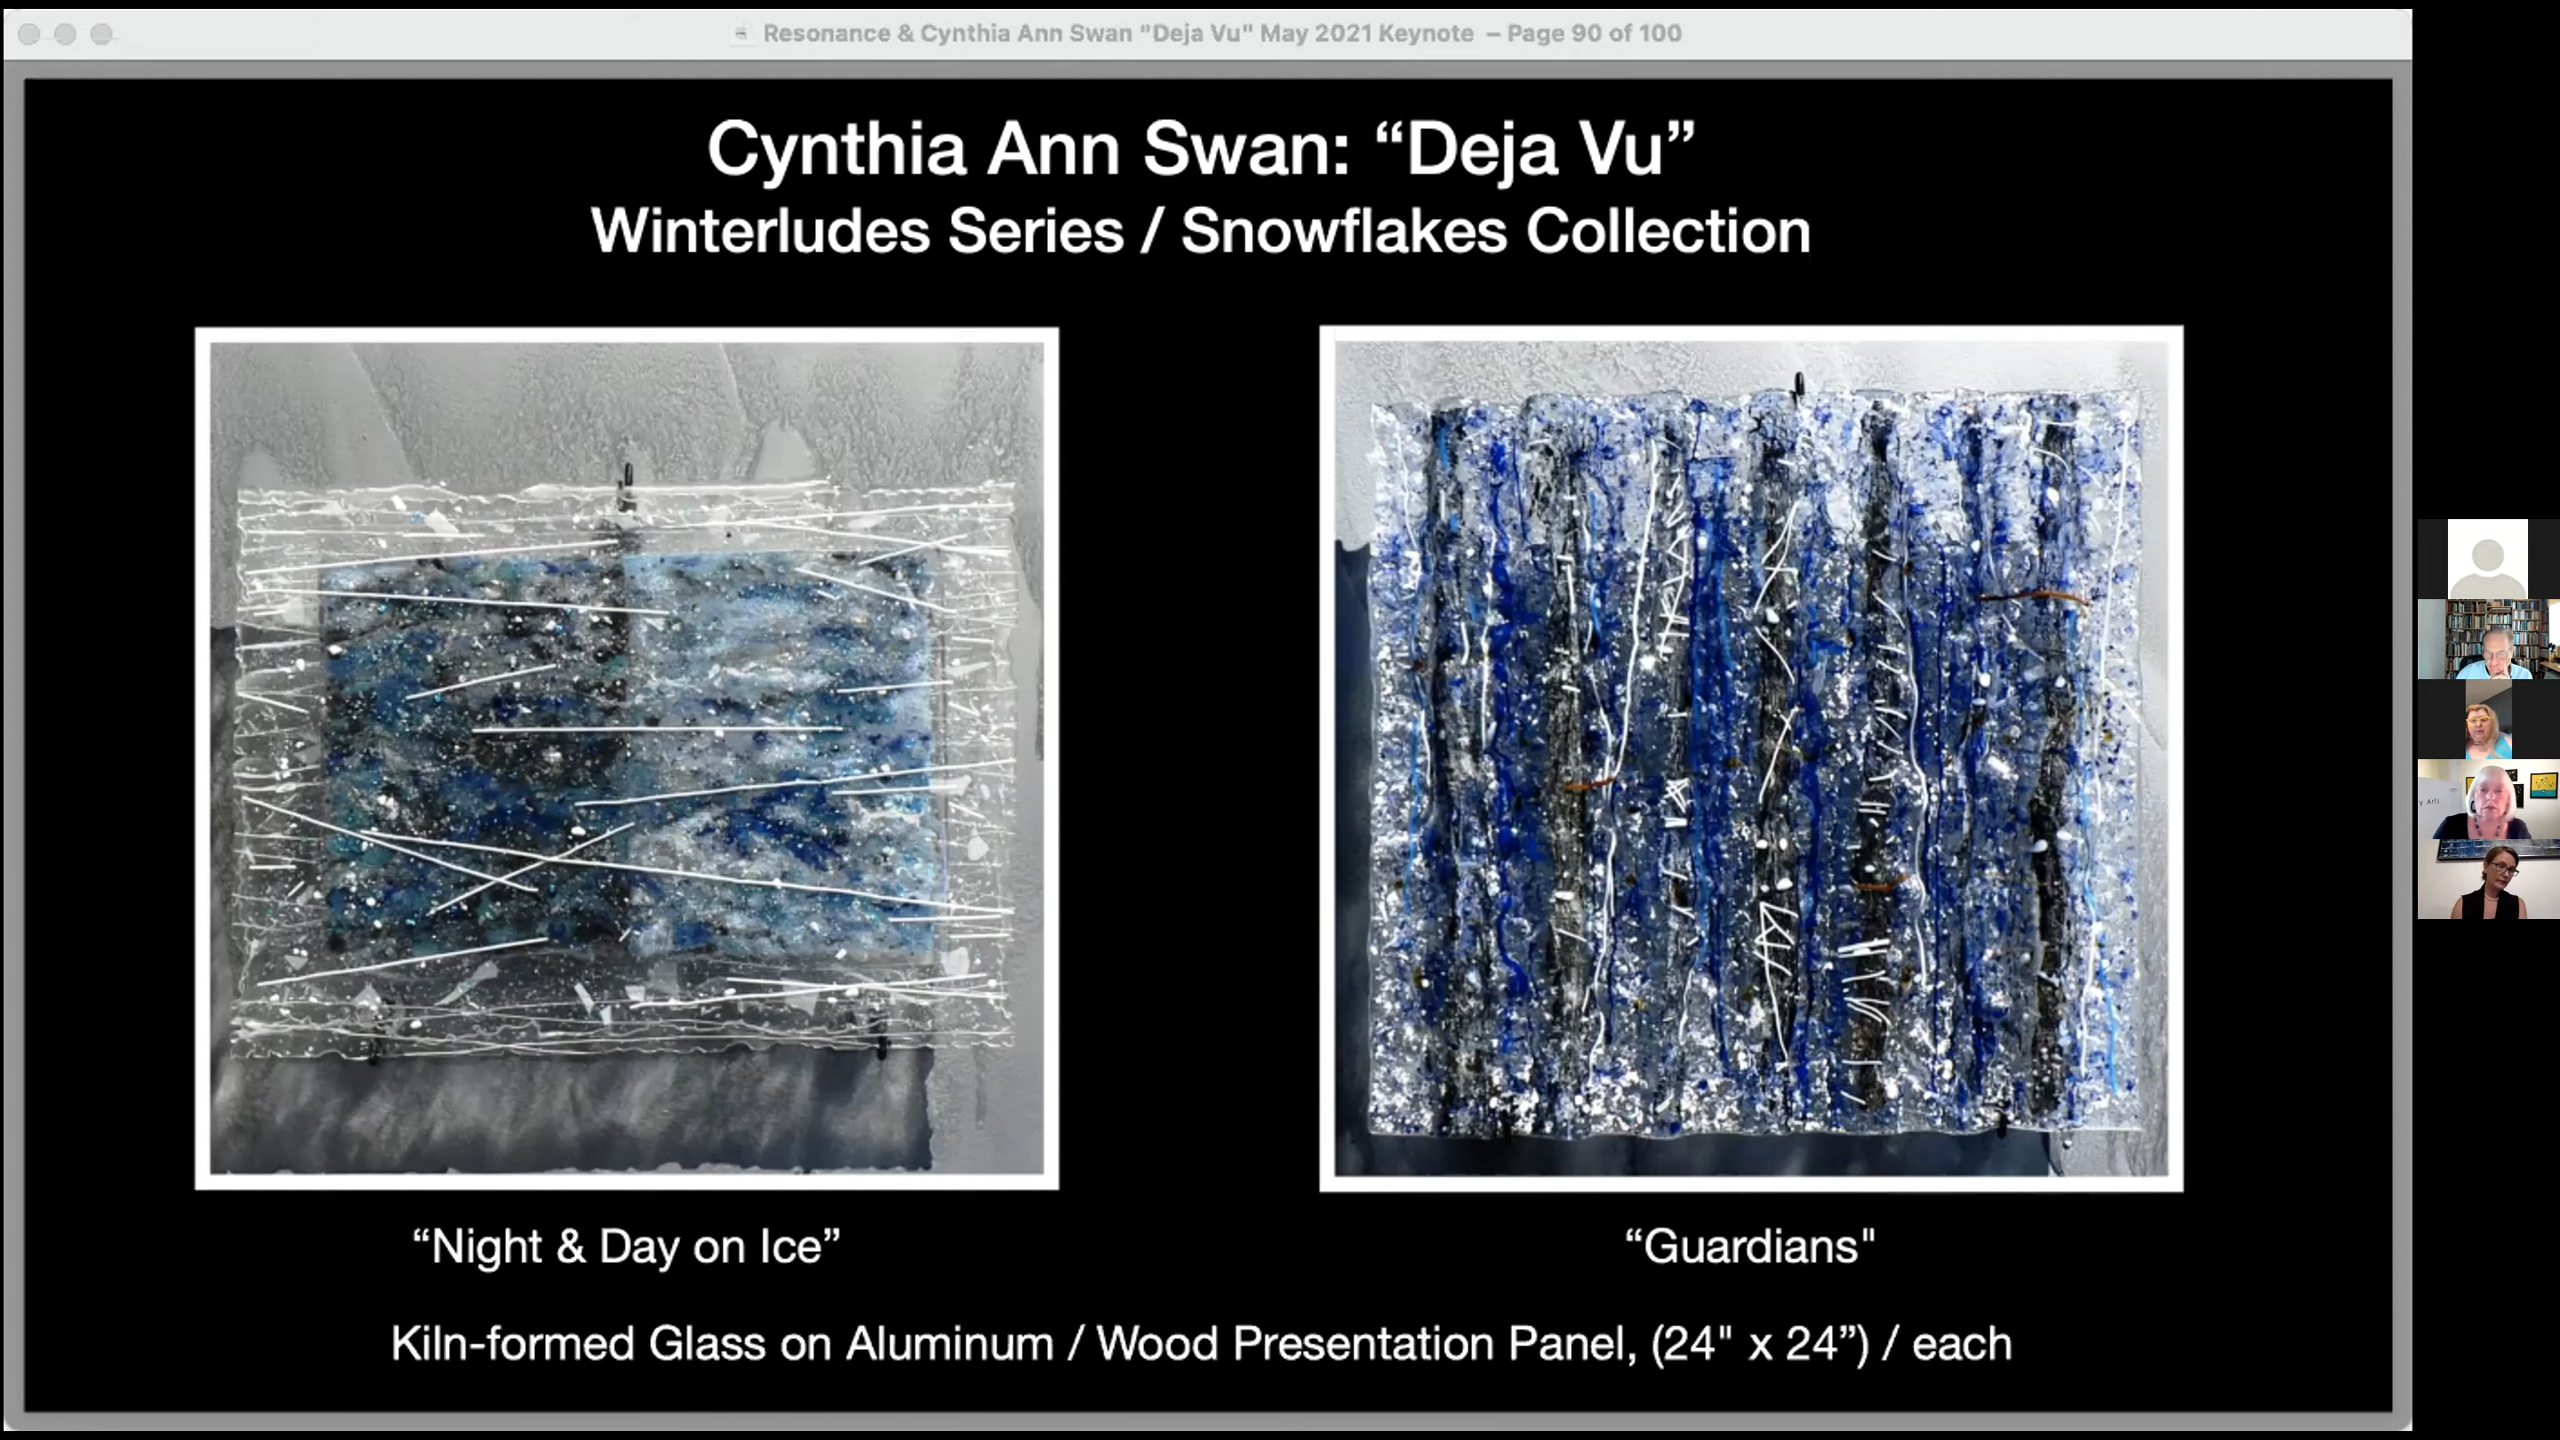 Resonance & Cynthia Ann Swan "Deja Vu" May 2021 Keynote – Page 90 of 100
Cynthia Ann Swan: “Deja Vu”
Winterludes Series / Snowflakes Collection
“Night & Day on Ice”
“Guardians"
Kiln-formed Glass on Aluminum / Wood Presentation Panel, (24" x 24”) / each
y Arts